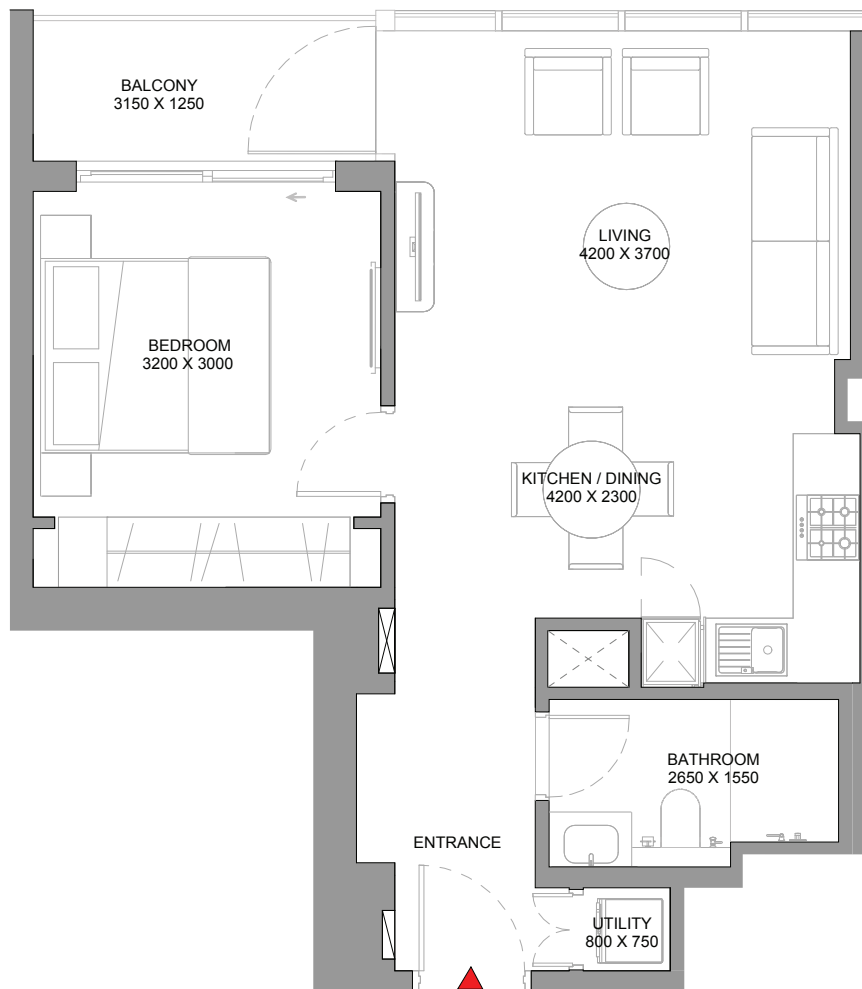 BALCONY
3150 X 1250
LIVING
4200 X 3700
BEDROOM
3200 X 3000
KITCHEN / DINING
4200 X 2300
BATHROOM
2650 X 1550
ENTRANCE
UTILITY
800 X 750